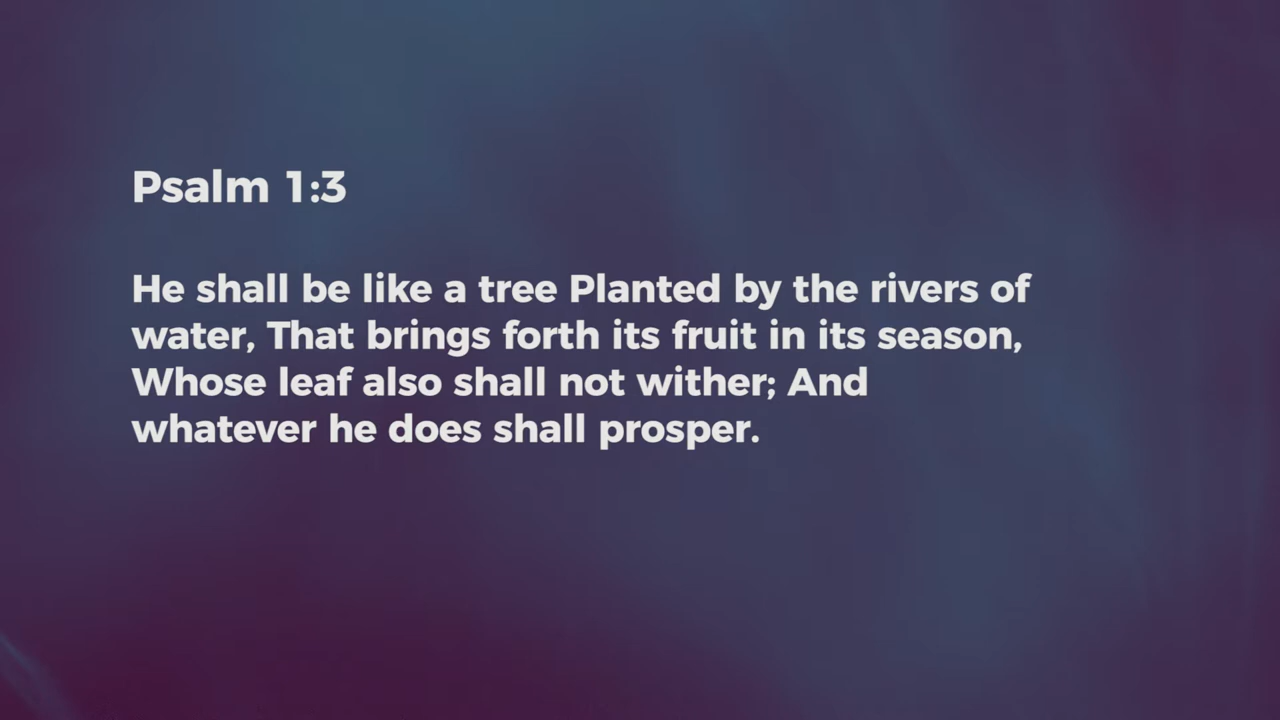 Psalm 1:3
He shall be like a tree Planted by the rivers of
water, That brings forth its fruit in its season,
Whose leaf also shall not wither; And
whatever he does shall prosper.